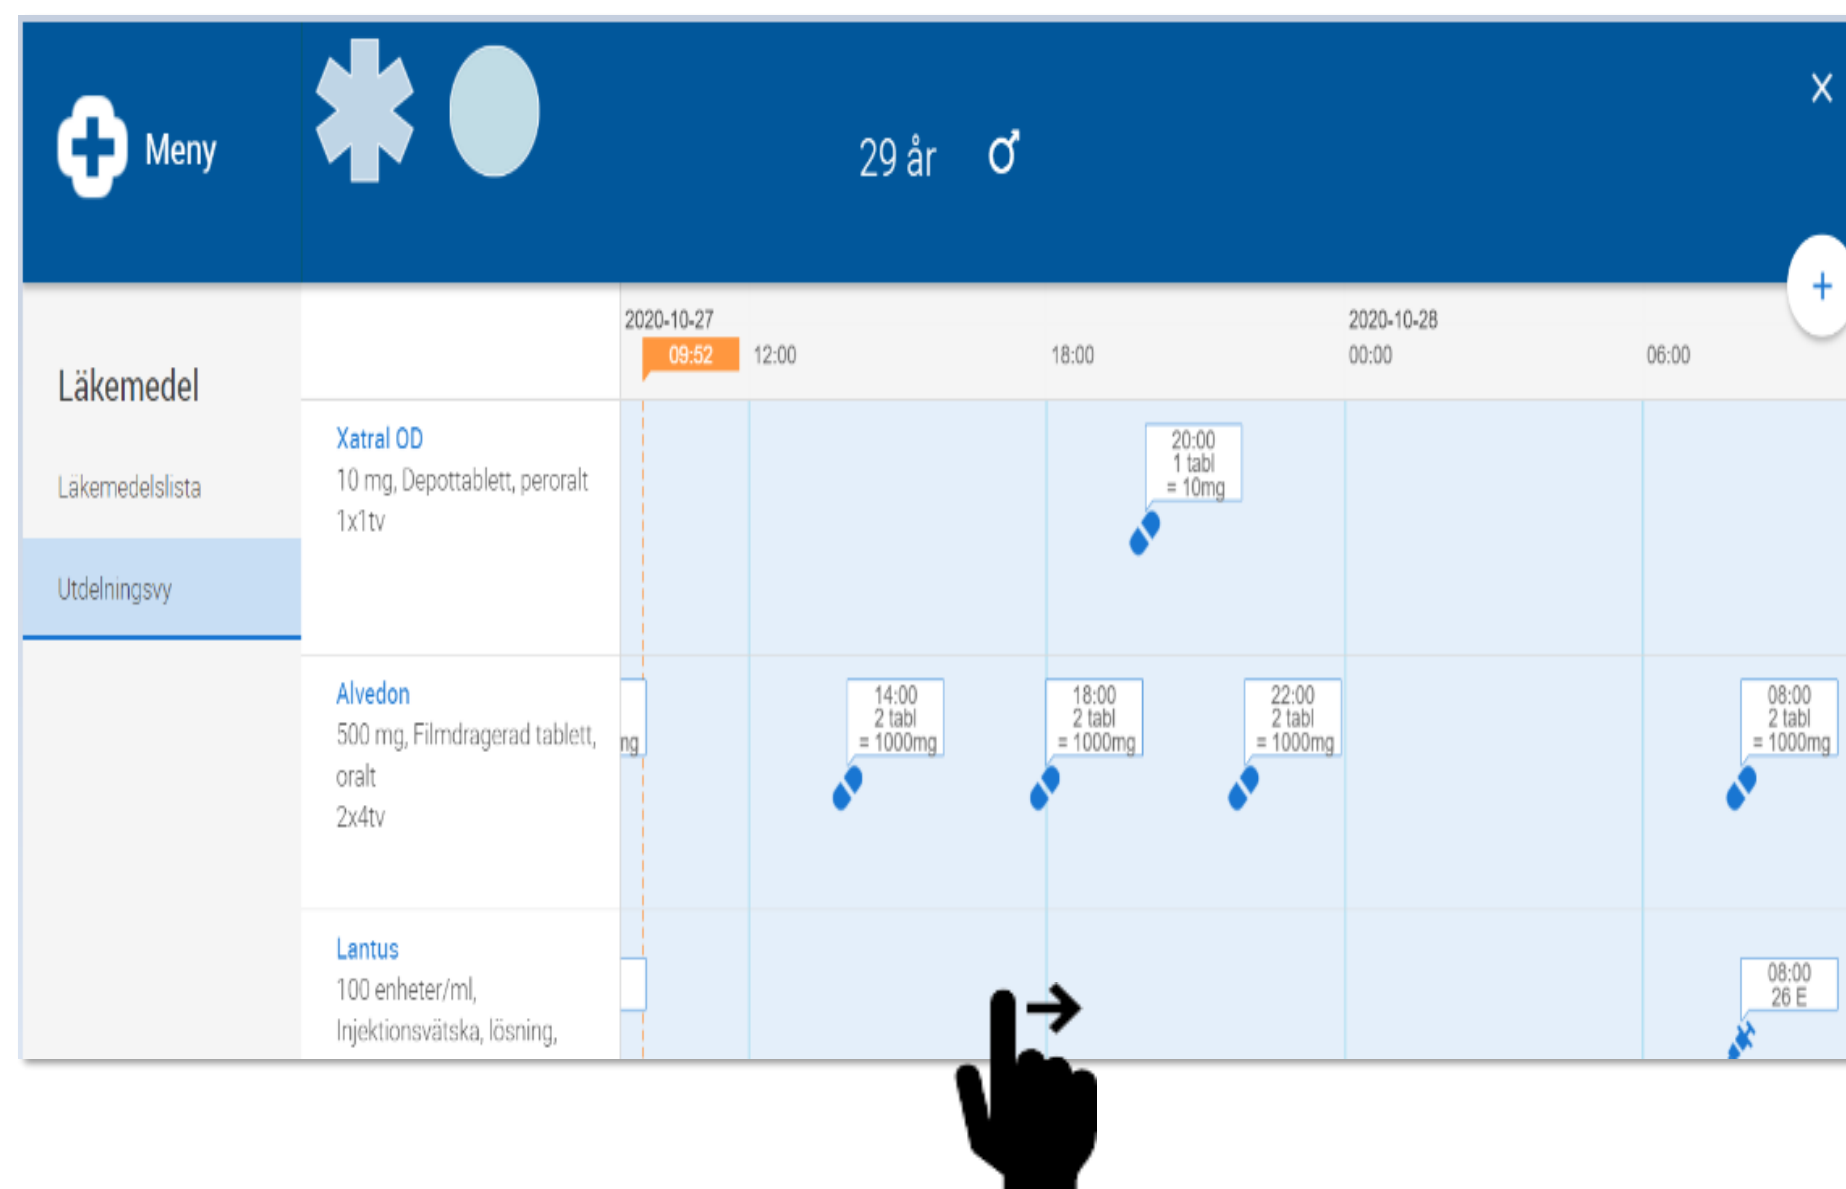 Meny
29 år
2020-10-27
2020-10-28
09:52
12:00
18:00
00:00
06:00
Läkemedel
Läkemedelslista
Utdelningsvy
Xatral OD
10 mg, Depottablett, peroralt
1x1tv
20:00
1 tabl
= 10mg
Alvedon
500 mg, Filmdragerad tablett,
oralt
2x4tv
ng
14:00
2 tabl
= 1000mg
18:00
2 tabl
= 1000mg
22:00
2 tabl
= 1000mg
08:00
2 tabl
= 1000mg
Lantus
100 enheter/ml,
Injektionsvätska, lösning,
08:00
26 E